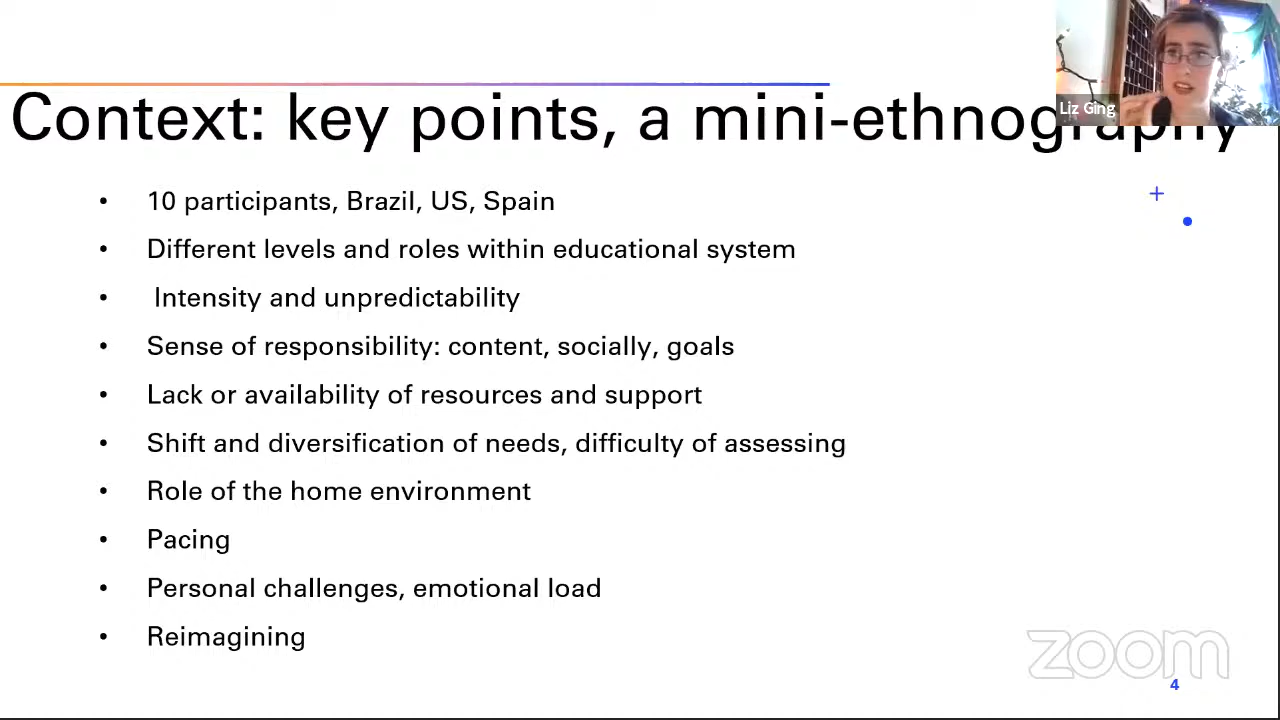 Context: key points, a mini-ethnography
Liz Ging
10 participants, Brazil, US, Spain
Different levels and roles within educational system
Intensity and unpredictability
Sense of responsibility: content, socially, goals
Lack or availability of resources and support
Shift and diversification of needs, difficulty of assessing
Role of the home environment
Pacing
Personal challenges, emotional load
Reimagining
zoom
4